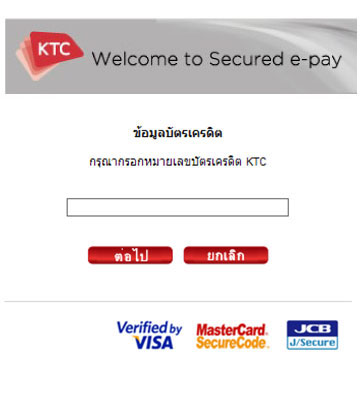 KTC
Welcome to Secured e-pay
ข้อมูลบัตรเครดิต
กรุณากรอกหมายเลขบัตรเครดิต KTC
ต่อไป ยกเลิก
Verified by VISA
MasterCard. SecureCode.
JCB J/Secure